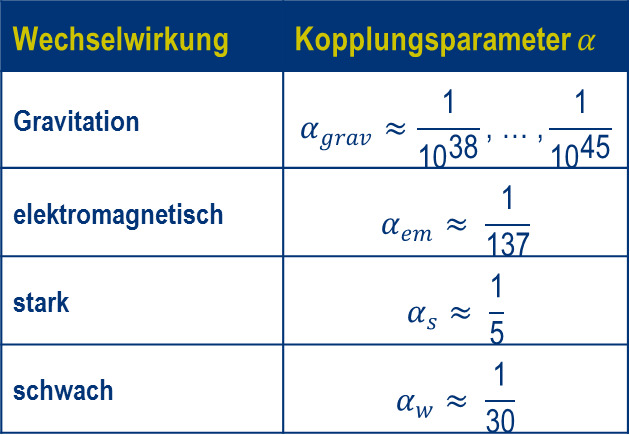 Wechselwirkung Kopplungsparameter α
Gravitation α_grav ≈ 1/10^38 , … , 1/10^45
elektromagnetisch α_em ≈ 1/137
stark α_s ≈ 1/5
schwach α_w ≈ 1/30